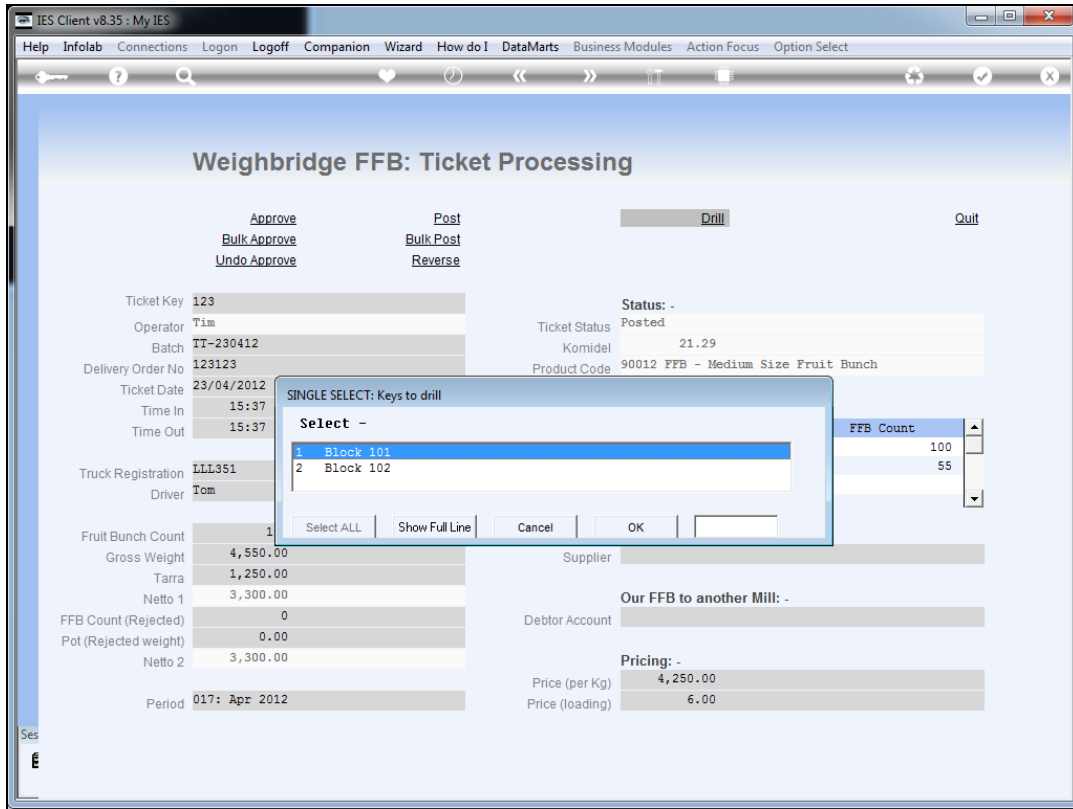 IES Client v8.35 : My IES
Help Infolab Connections Logon Logoff Companion Wizard How do I DataMarts Business Modules Action Focus Option Select
Weighbridge FFB: Ticket Processing
Approve Post Drill Quit
Bulk Approve Bulk Post
Undo Approve Reverse
Ticket Key 123 Status: -
Operator Tim Ticket Status Posted
Batch TT-230412 Komidel 21.29
Delivery Order No 123123 Product Code 90012 FFB - Medium Size Fruit Bunch
Ticket Date 23/04/2012
Time In 15:37
Time Out 15:37 FFB Count
100
55
Truck Registration LLL351
Driver Tom
SINGLE SELECT: Keys to drill
Select -
1 Block 101
2 Block 102
Select ALL Show Full Line Cancel OK
Fruit Bunch Count 1
Gross Weight 4,550.00 Supplier
Tarra 1,250.00
Netto 1 3,300.00 Our FFB to another Mill: -
FFB Count (Rejected) 0 Debtor Account
Pot (Rejected weight) 0.00
Netto 2 3,300.00 Pricing: -
Price (per Kg) 4,250.00
Period 017: Apr 2012 Price (loading) 6.00
Ses